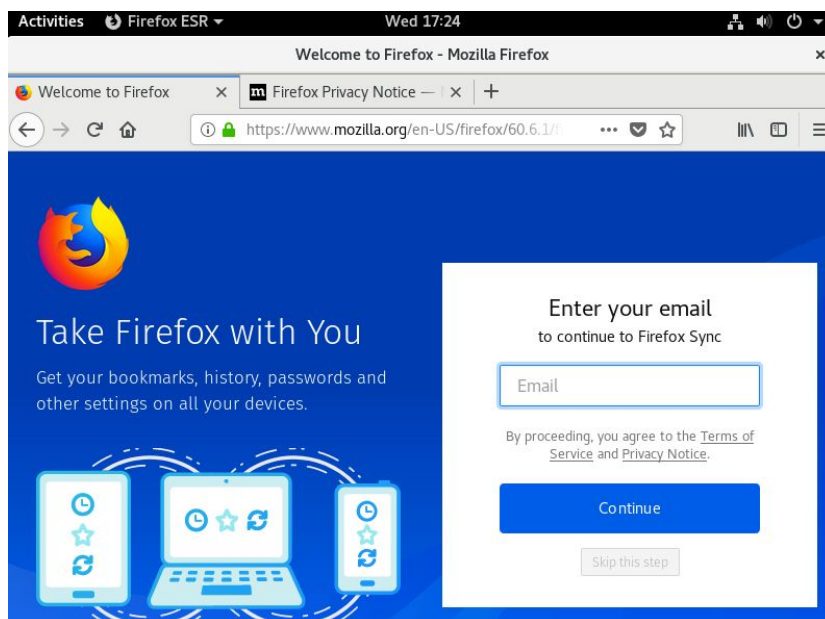 Activities Firefox ESR Wed 17:24
Welcome to Firefox - Mozilla Firefox
Welcome to Firefox Firefox Privacy Notice —
https://www.mozilla.org/en-US/firefox/60.6.1/
Take Firefox with You
Get your bookmarks, history, passwords and
other settings on all your devices.
Enter your email
to continue to Firefox Sync
Email
By proceeding, you agree to the Terms of
Service and Privacy Notice.
Continue
Skip this step